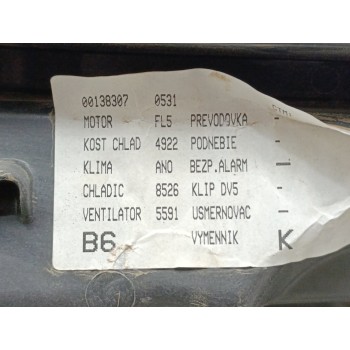 00138307 0531
MOTOR FL5 PREVODOVKA -
KOST CHLAD 4922 PODNEBIE -
KLIMA ANO BEZP.ALARM -
CHLADIC 8526 KLIP DV5 -
VENTILATOR 5591 USMERNOVAC -
B6 VYMENNIK K